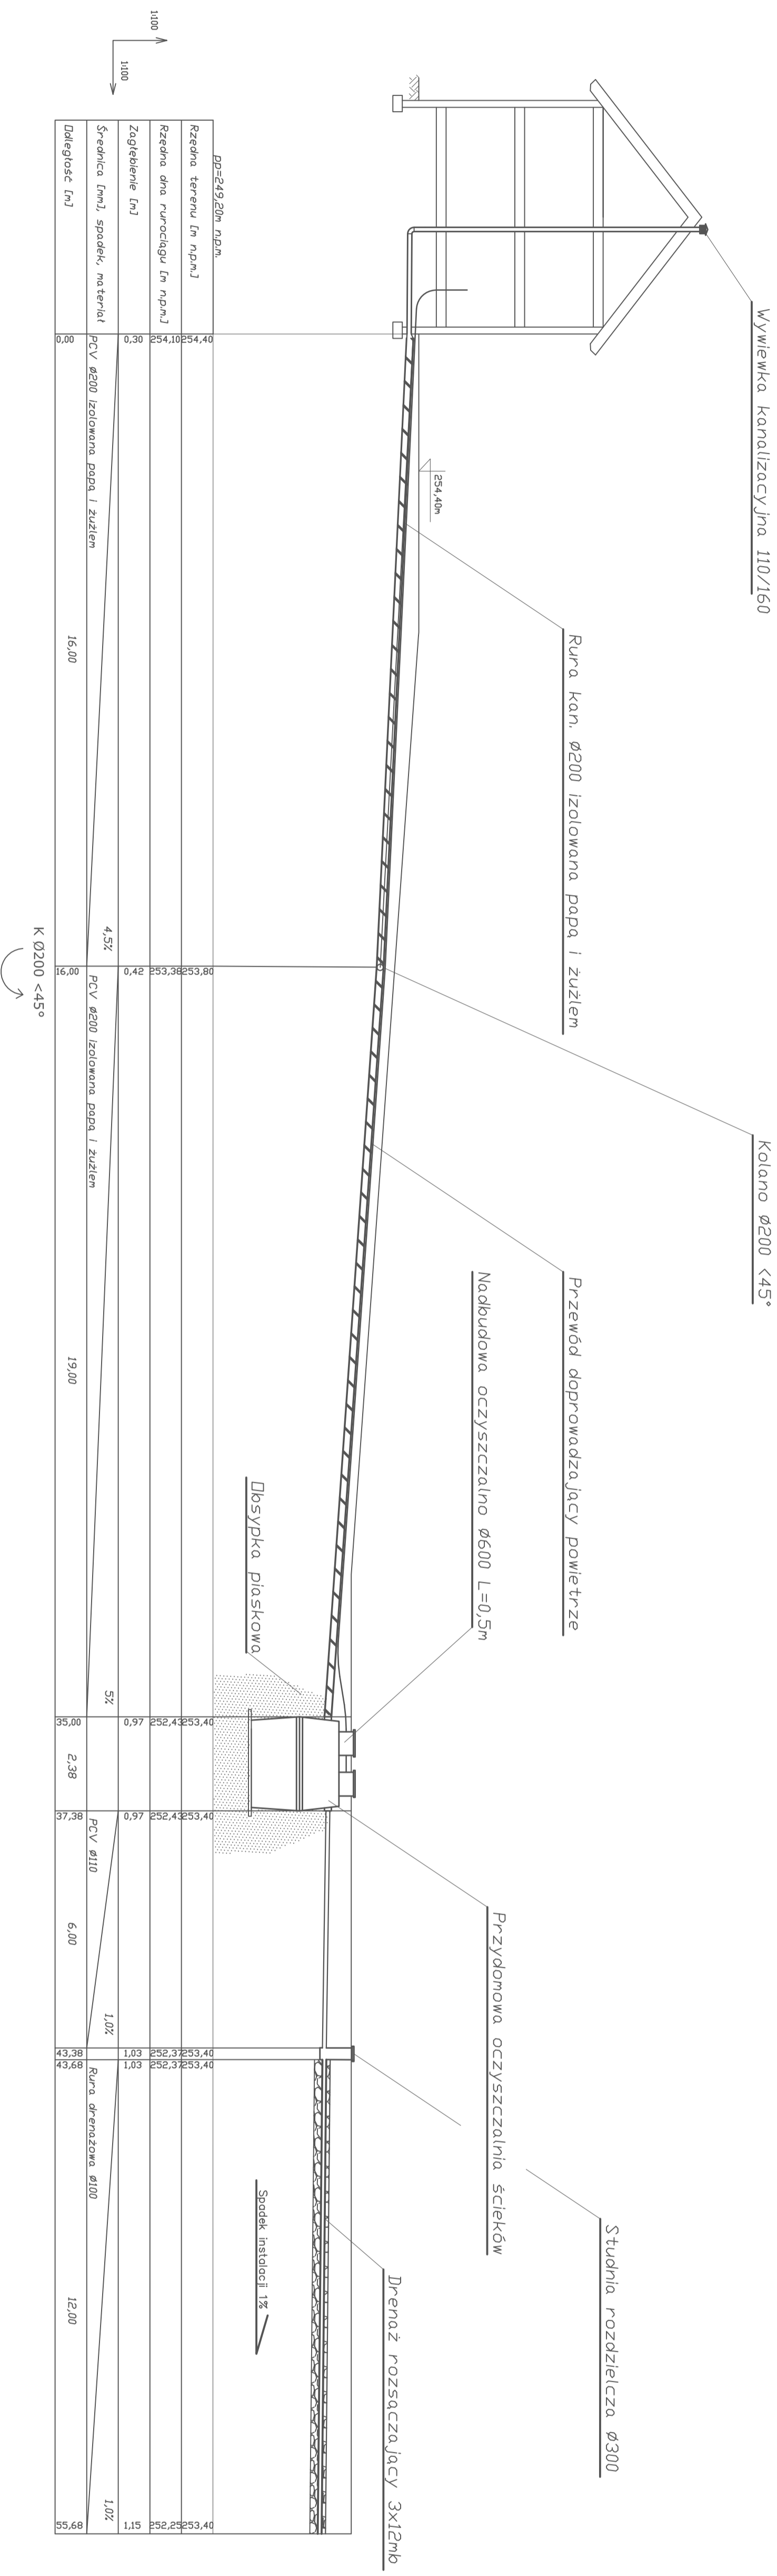 Wywiewka kanalizacyjna 110/160
Kolano Ø200 <45°
Rura kan. Ø200 izolowana papą i żużlem
Przewód doprowadzający powietrze
Studnia rozdzielcza Ø300
Nadbudowa oczyszczalno Ø600 L=0,5m
Przydomowa oczyszczalnia ścieków
254,40m
Drenaż rozsączający 3x12mb
Obsypka piaskowa
Spadek instalacji 1%
1:100
1:100
pp=249,20m n.p.m.
Rzędna terenu [m n.p.m.] 254,40 253,80 253,40 253,40 253,40 253,40 253,40
Rzędna dna rurociągu [m n.p.m.] 254,10 253,38 252,43 252,43 252,37 252,37 252,25
Zagłębienie [m] 0,30 0,42 0,97 0,97 1,03 1,03 1,15
Średnica [mm], spadek, materiał 4,5% 5% 1,0% 1,0%
PCV Ø200 izolowana papą i żużlem PCV Ø200 izolowana papą i żużlem PCV Ø110 Rura drenażowa Ø100
Odległość [m] 16,00 19,00 2,38 6,00 12,00
0,00 16,00 35,00 37,38 43,38 43,68 55,68
K Ø200 <45°